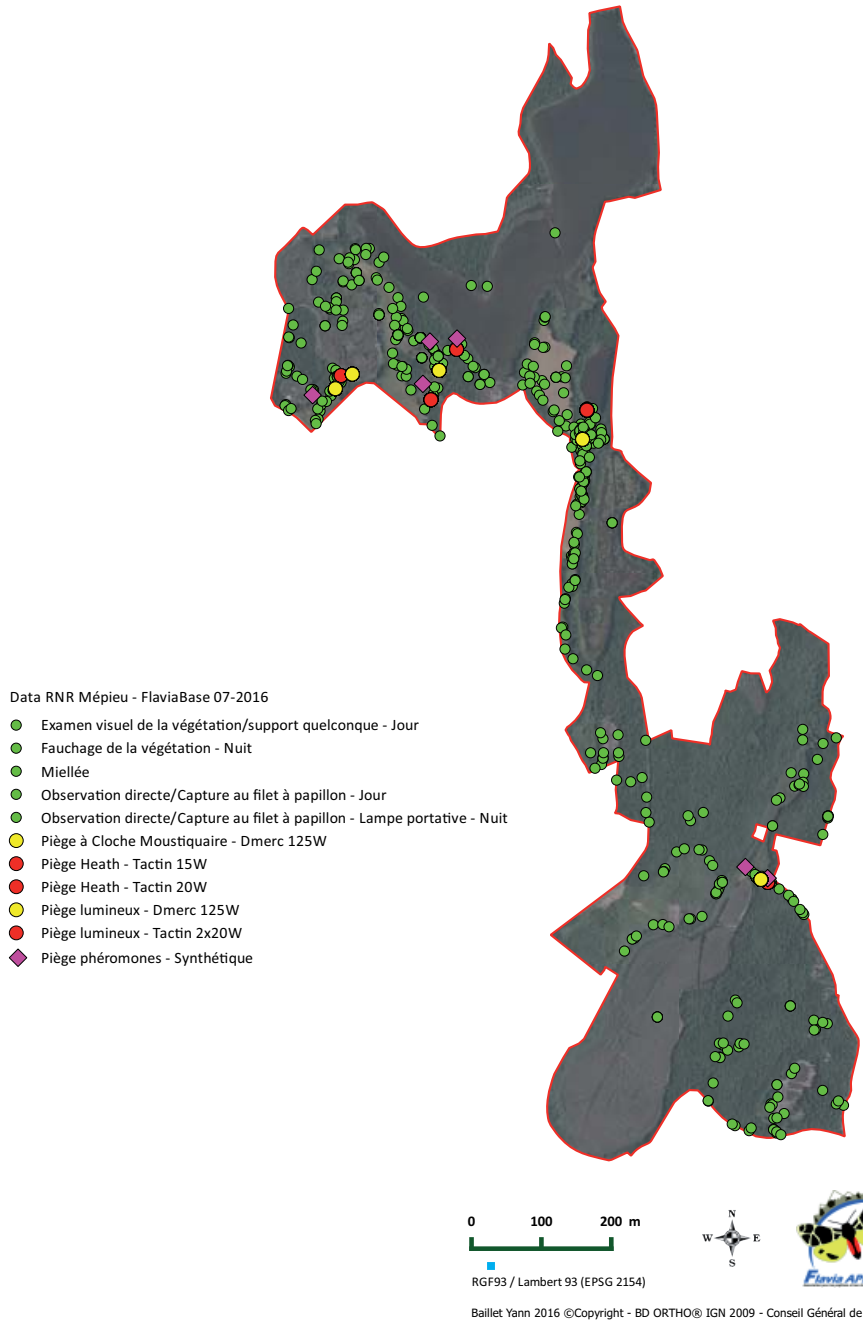 Data RNR Mépieu - FlaviaBase 07-2016
Examen visuel de la végétation/support quelconque - Jour
Fauchage de la végétation - Nuit
Miellée
Observation directe/Capture au filet à papillon - Jour
Observation directe/Capture au filet à papillon - Lampe portative - Nuit
Piège à Cloche Moustiquaire - Dmerc 125W
Piège Heath - Tactin 15W
Piège Heath - Tactin 20W
Piège lumineux - Dmerc 125W
Piège lumineux - Tactin 2x20W
Piège phéromones - Synthétique
0 100 200 m
N
W E
S
Flavia
RGF93 / Lambert 93 (EPSG 2154)
Baillet Yann 2016 ©Copyright - BD ORTHO® IGN 2009 - Conseil Général de